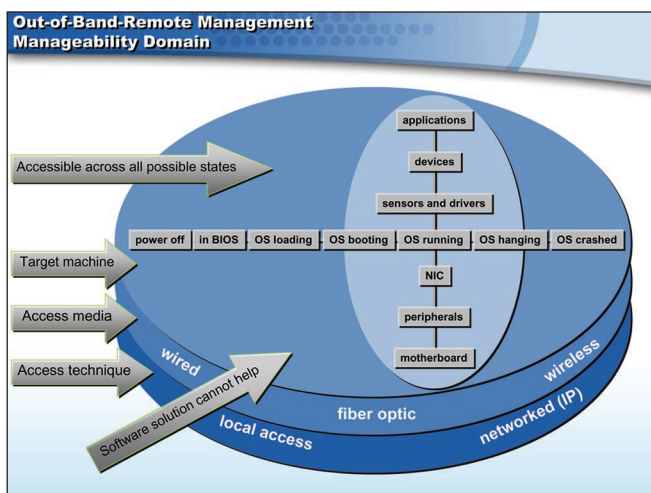 Out-of-Band-Remote Management
Manageability Domain
applications
Accessible across all possible states
devices
sensors and drivers
power off
in BIOS
OS loading
OS booting
OS running
OS hanging
OS crashed
Target machine
NIC
Access media
peripherals
motherboard
Access technique
wired
fiber optic
wireless
Software solution cannot help
local access
networked (IP)